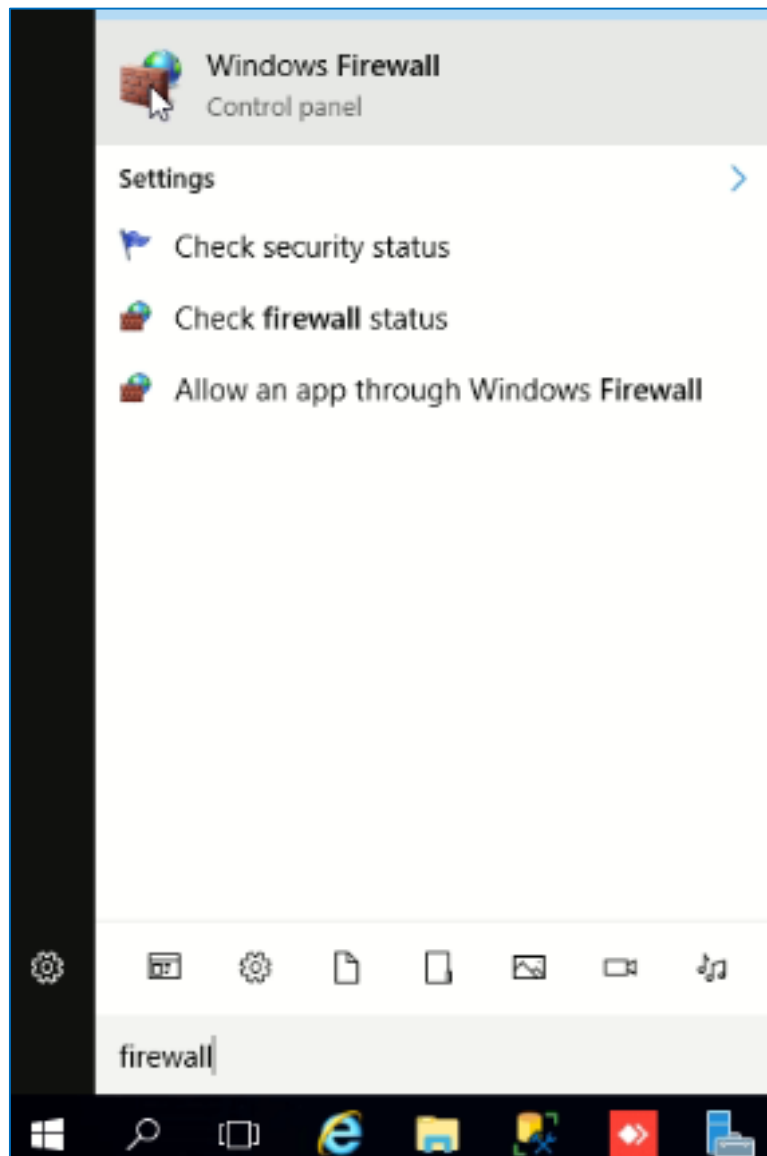 Windows Firewall
Control panel
Settings
Check security status
Check firewall status
Allow an app through Windows Firewall
firewall